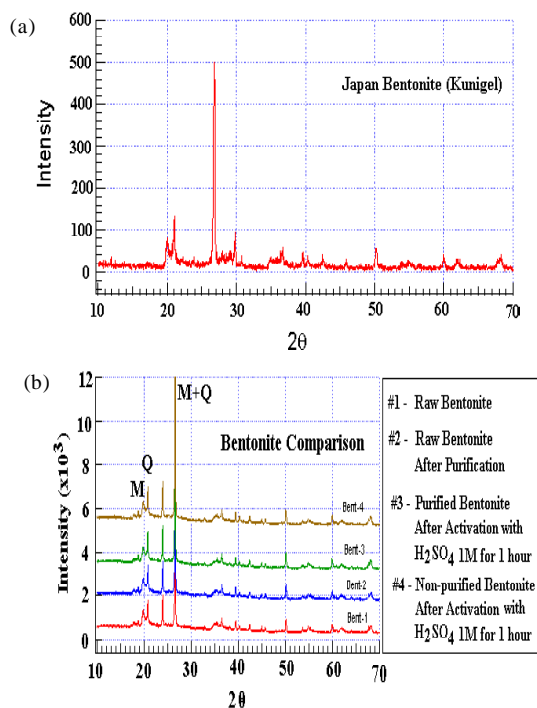 (a)
600
500
400
300
200
100
0
Intensity
Japan Bentonite (Kunigel)
10 20 30 40 50 60 70
2θ
(b)
12
10
8
6
4
2
0
Intensity (x10³)
M+Q
Bentonite Comparison
Q
M
Bent-4
Bent-3
Bent-2
Bent-1
10 20 30 40 50 60 70
2θ
#1 - Raw Bentonite
#2 - Raw Bentonite
After Purification
#3 - Purified Bentonite
After Activation with
H₂SO₄ 1M for 1 hour
#4 - Non-purified Bentonite
After Activation with
H₂SO₄ 1M for 1 hour